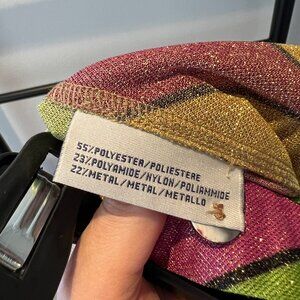 55%POLYESTER/POLIESTERE
23%POLYAMIDE/NYLON/POLIAMMIDE
22%METAL/METAL/METALLO